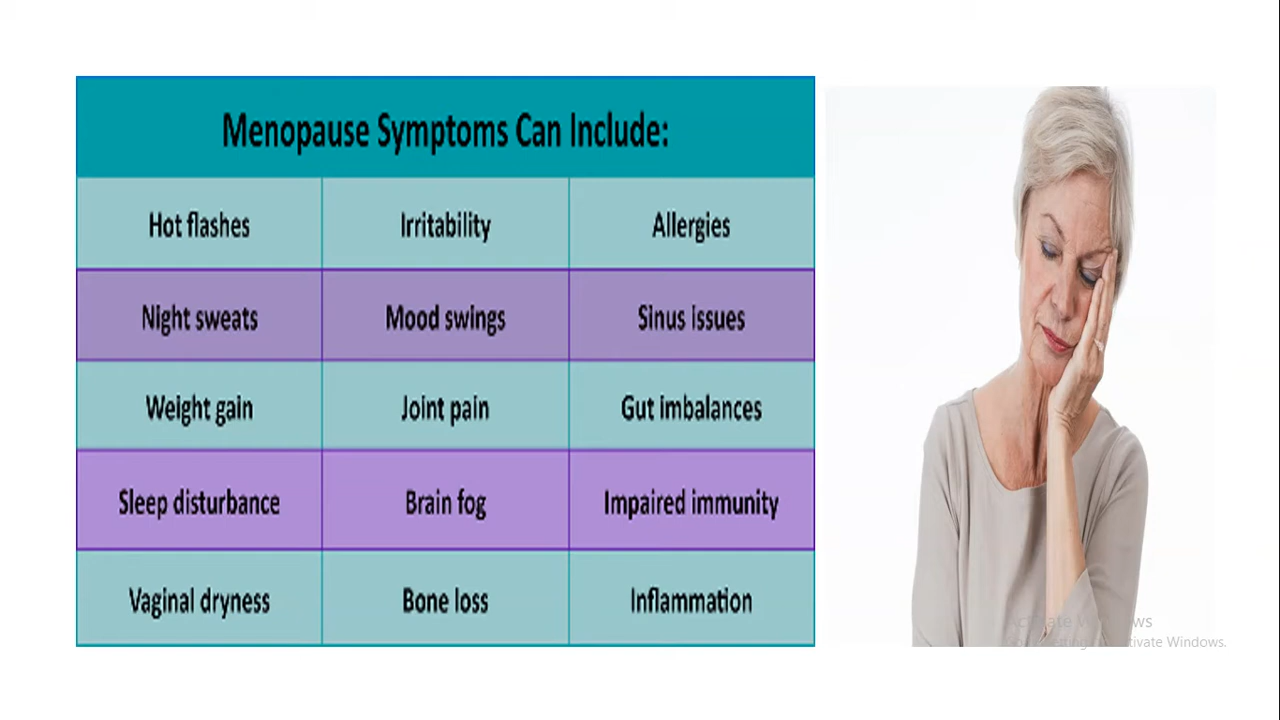 Menopause Symptoms Can Include:
Hot flashes Irritability Allergies
Night sweats Mood swings Sinus issues
Weight gain Joint pain Gut imbalances
Sleep disturbance Brain fog Impaired immunity
Vaginal dryness Bone loss Inflammation
Windows.